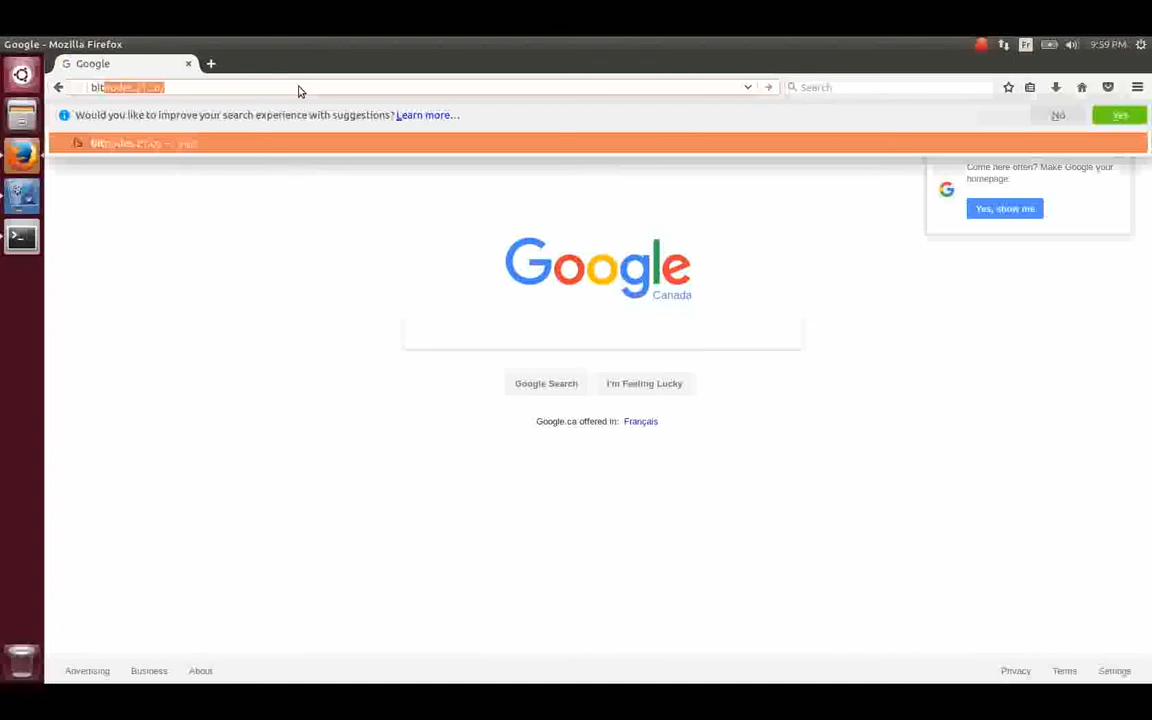 Google - Mozilla Firefox
Fr
9:59 PM
G Google
bit
Search
Would you like to improve your search experience with suggestions? Learn more...
No
Yes
Come here often? Make Google your
homepage.
Yes, show me
Google
Canada
Google Search
I'm Feeling Lucky
Google.ca offered in: Français
Advertising
Business
About
Privacy
Terms
Settings